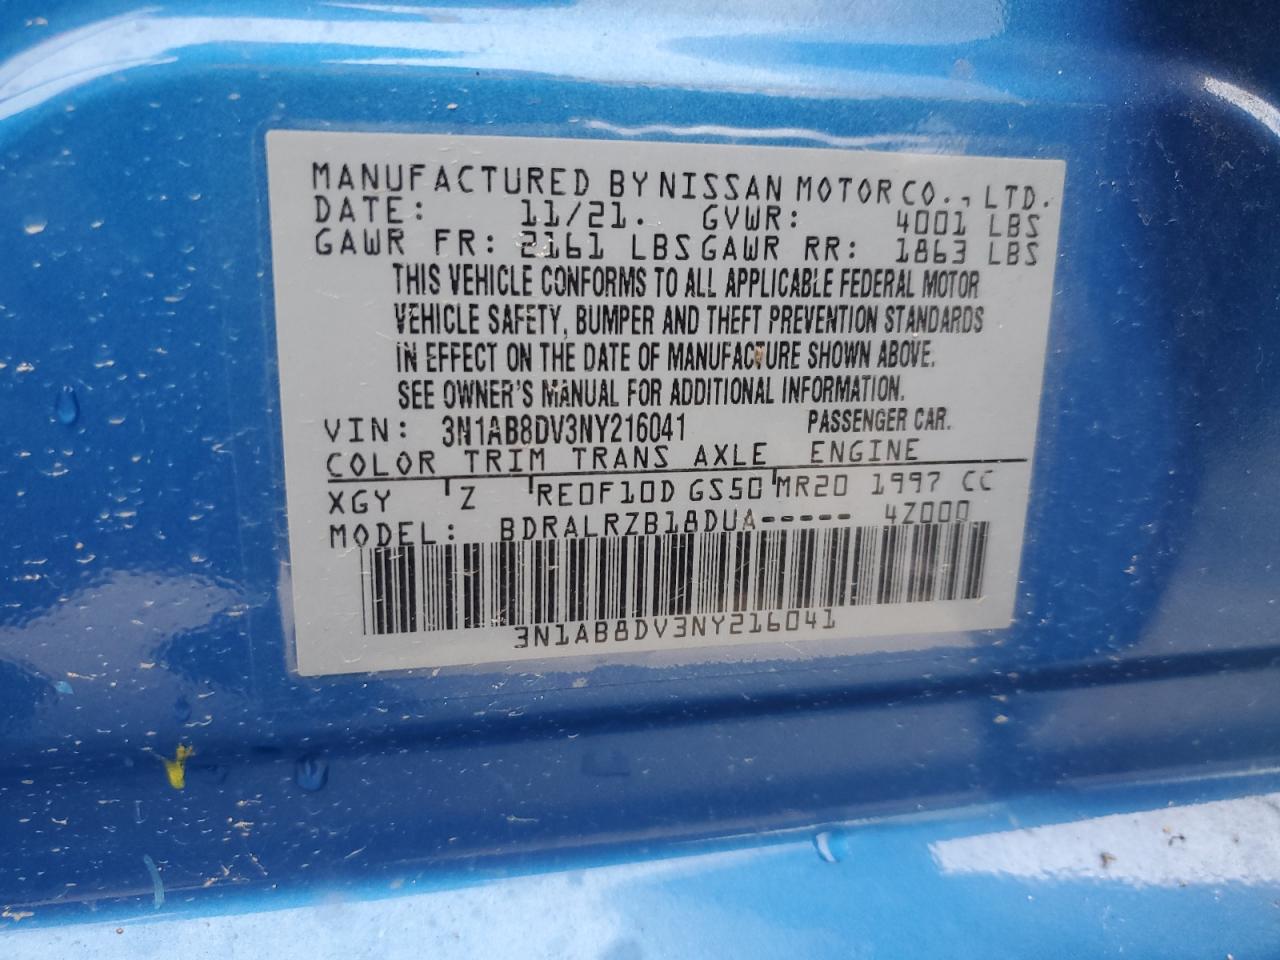 MANUFACTURED BY NISSAN MOTOR CO., LTD.
DATE: 11/21. GVWR: 4001 LBS
GAWR FR: 2161 LBS GAWR RR: 1863 LBS
THIS VEHICLE CONFORMS TO ALL APPLICABLE FEDERAL MOTOR
VEHICLE SAFETY, BUMPER AND THEFT PREVENTION STANDARDS
IN EFFECT ON THE DATE OF MANUFACTURE SHOWN ABOVE.
SEE OWNER'S MANUAL FOR ADDITIONAL INFORMATION.
VIN: 3N1AB8DV3NY216041 PASSENGER CAR.
COLOR TRIM TRANS AXLE ENGINE
XGY Z RE0F10D GS50 MR20 1997 CC
MODEL: BDRALRZB18DUA----- 4Z000
3N1AB8DV3NY216041